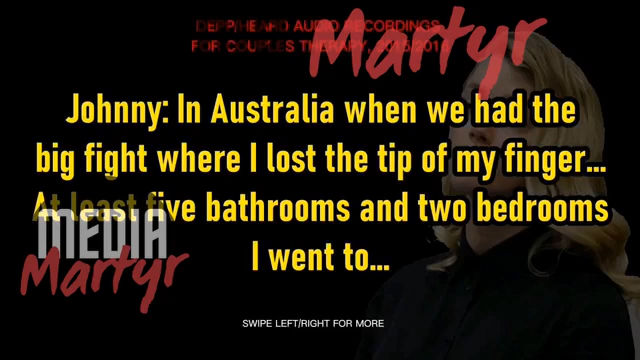 DEPP/HEARD AUDIO RECORDINGS
FOR COUPLES THERAPY, 2015/2016
Martyr
Johnny: In Australia when we had the
big fight where I lost the tip of my finger...
At least five bathrooms and two bedrooms
I went to...
MEDIA
Martyr
SWIPE LEFT/RIGHT FOR MORE